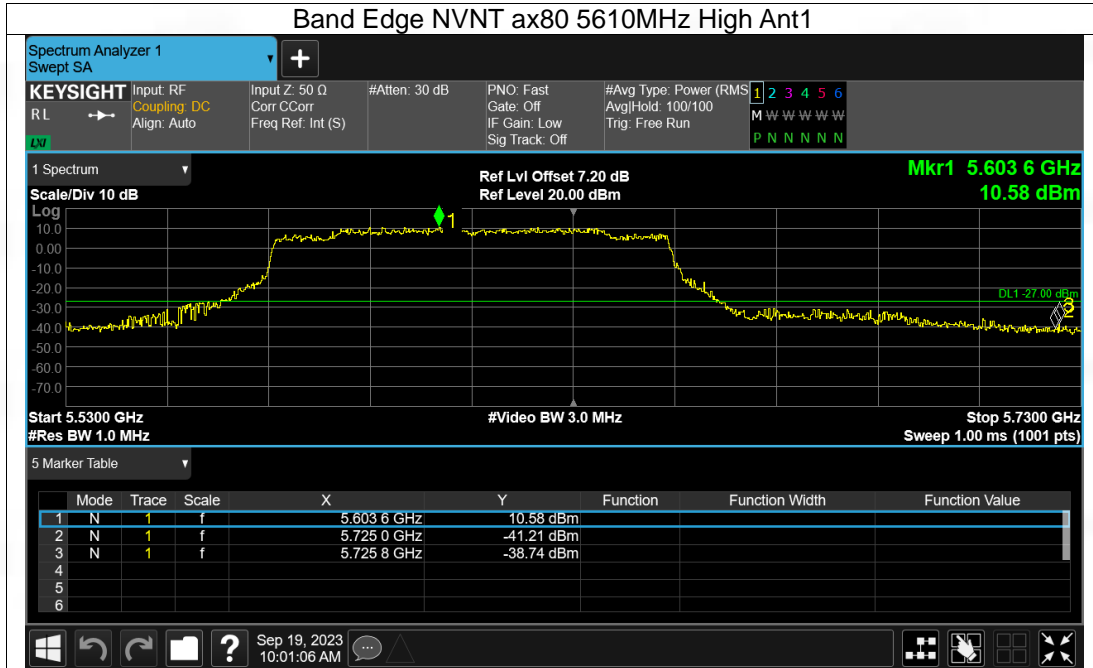 Band Edge NVNT ax80 5610MHz High Ant1
Spectrum Analyzer 1
Swept SA
+
KEYSIGHT
RL
LXI
Input: RF
Coupling: DC
Align: Auto
Input Z: 50 Ω
Corr CCorr
Freq Ref: Int (S)
#Atten: 30 dB
PNO: Fast
Gate: Off
IF Gain: Low
Sig Track: Off
#Avg Type: Power (RMS
Avg|Hold: 100/100
Trig: Free Run
1 2 3 4 5 6
M W W W W W
P N N N N N
1 Spectrum
Scale/Div 10 dB
Ref Lvl Offset 7.20 dB
Ref Level 20.00 dBm
Mkr1 5.603 6 GHz
10.58 dBm
Log
10.0
0.00
-10.0
-20.0
-30.0
-40.0
-50.0
-60.0
-70.0
1
DL1 -27.00 dBm
3
2
Start 5.5300 GHz
#Res BW 1.0 MHz
#Video BW 3.0 MHz
Stop 5.7300 GHz
Sweep 1.00 ms (1001 pts)
5 Marker Table
Mode Trace Scale X Y Function Function Width Function Value
1 N 1 f 5.603 6 GHz 10.58 dBm
2 N 1 f 5.725 0 GHz -41.21 dBm
3 N 1 f 5.725 8 GHz -38.74 dBm
4
5
6
?
Sep 19, 2023
10:01:06 AM